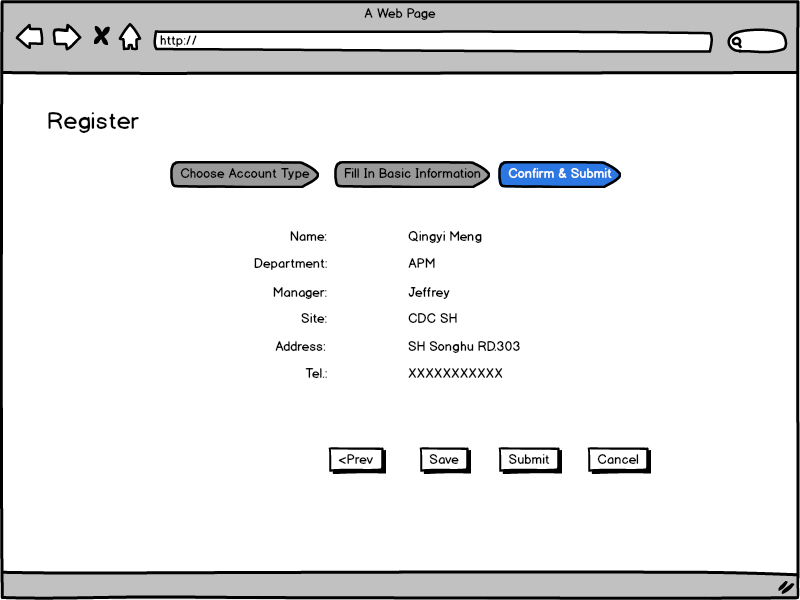 A Web Page
http://
Register
Choose Account Type
Fill In Basic Information
Confirm & Submit
Name: Qingyi Meng
Department: APM
Manager: Jeffrey
Site: CDC SH
Address: SH Songhu RD.303
Tel.: XXXXXXXXXXX
<Prev
Save
Submit
Cancel